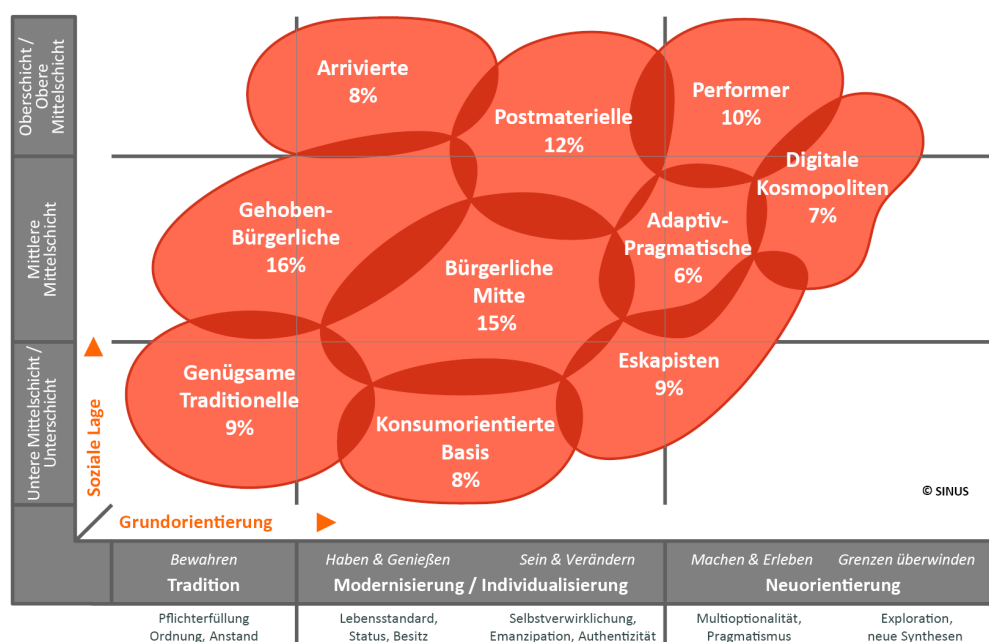 Oberschicht /
Obere
Mittelschicht
Mittlere
Mittelschicht
Untere Mittelschicht /
Unterschicht
Soziale Lage
Arrivierte
8%
Postmaterielle
12%
Performer
10%
Digitale
Kosmopoliten
7%
Gehoben-
Bürgerliche
16%
Adaptiv-
Pragmatische
6%
Bürgerliche
Mitte
15%
Genügsame
Traditionelle
9%
Konsumorientierte
Basis
8%
Eskapisten
9%
© SINUS
Grundorientierung
Bewahren
Tradition
Haben & Genießen
Sein & Verändern
Modernisierung / Individualisierung
Machen & Erleben
Grenzen überwinden
Neuorientierung
Pflichterfüllung
Ordnung, Anstand
Lebensstandard,
Status, Besitz
Selbstverwirklichung,
Emanzipation, Authentizität
Multioptionalität,
Pragmatismus
Exploration,
neue Synthesen